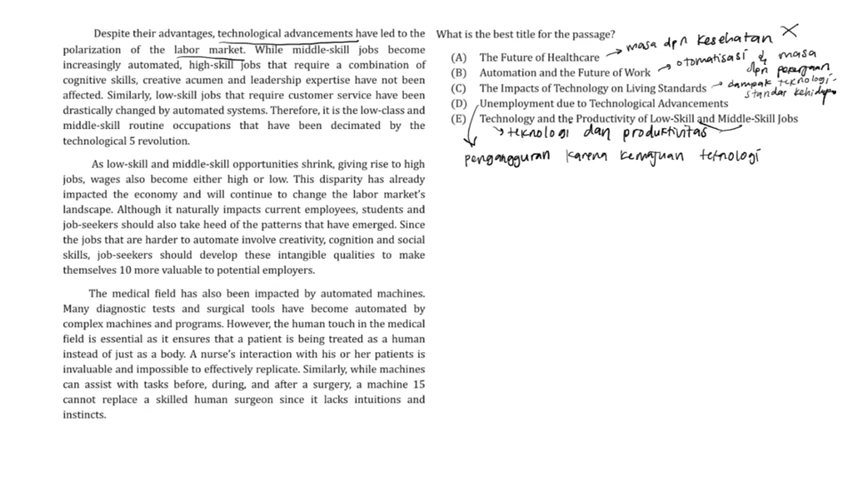 Despite their advantages, technological advancements have led to the
polarization of the labor market. While middle-skill jobs become
increasingly automated, high-skill jobs that require a combination of
cognitive skills, creative acumen and leadership expertise have not been
affected. Similarly, low-skill jobs that require customer service have been
drastically changed by automated systems. Therefore, it is the low-class and
middle-skill routine occupations that have been decimated by the
technological 5 revolution.
As low-skill and middle-skill opportunities shrink, giving rise to high
jobs, wages also become either high or low. This disparity has already
impacted the economy and will continue to change the labor market's
landscape. Although it naturally impacts current employees, students and
job-seekers should also take heed of the patterns that have emerged. Since
the jobs that are harder to automate involve creativity, cognition and social
skills, job-seekers should develop these intangible qualities to make
themselves 10 more valuable to potential employers.
The medical field has also been impacted by automated machines.
Many diagnostic tests and surgical tools have become automated by
complex machines and programs. However, the human touch in the medical
field is essential as it ensures that a patient is being treated as a human
instead of just as a body. A nurse's interaction with his or her patients is
invaluable and impossible to effectively replicate. Similarly, while machines
can assist with tasks before, during, and after a surgery, a machine 15
cannot replace a skilled human surgeon since it lacks intuitions and
instincts.
What is the best title for the passage?
(A) The Future of Healthcare
masa dpn kesehatan X
(B) Automation and the Future of Work
otomatisasi & masa
dpn pekerjaan
(C) The Impacts of Technology on Living Standards
dampak teknologi
standar kehidupan
(D) Unemployment due to Technological Advancements
(E) Technology and the Productivity of Low-Skill and Middle-Skill Jobs
teknologi dan produktivitas
pengangguran karena kemajuan teknologi